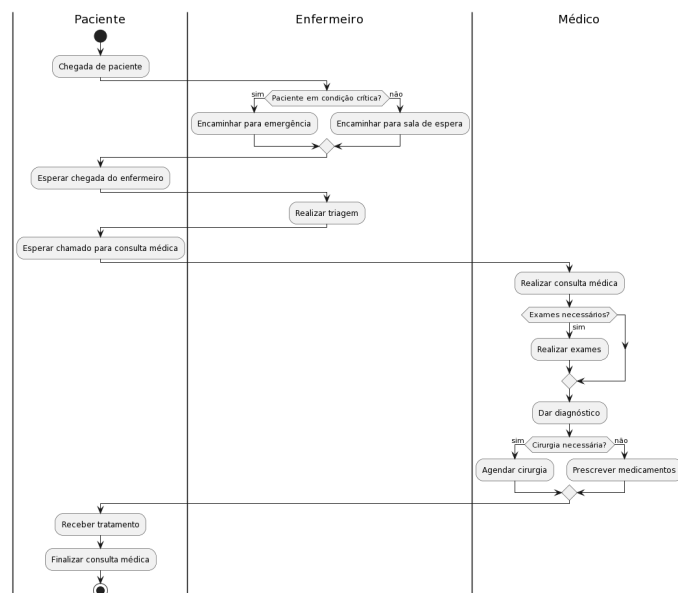 Paciente
Enfermeiro
Médico
Chegada de paciente
sim
Paciente em condição crítica?
não
Encaminhar para emergência
Encaminhar para sala de espera
Esperar chegada do enfermeiro
Realizar triagem
Esperar chamado para consulta médica
Realizar consulta médica
Exames necessários?
sim
Realizar exames
Dar diagnóstico
sim
Cirurgia necessária?
não
Agendar cirurgia
Prescrever medicamentos
Receber tratamento
Finalizar consulta médica